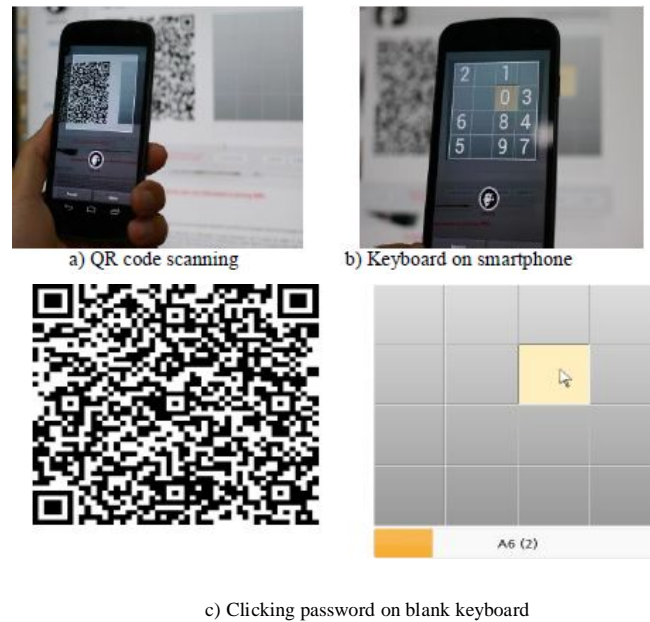 2 1
0 3
6 8 4
5 9 7
a) QR code scanning
b) Keyboard on smartphone
A6 (2)
c) Clicking password on blank keyboard